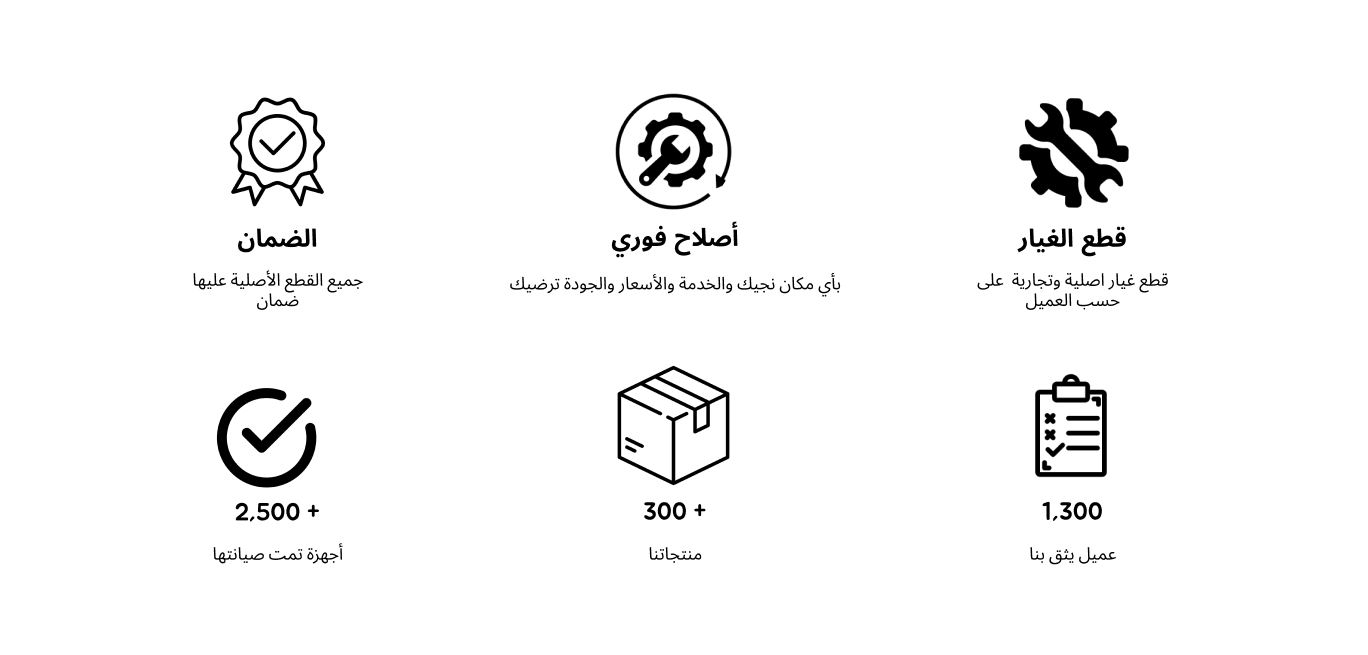 قطع الغيار
قطع غيار اصلية وتجارية  على
حسب العميل
أصلاح فوري
بأي مكان نجيك والخدمة والأسعار والجودة ترضيك
الضمان
جميع القطع الأصلية عليها
ضمان
1,300
عميل يثق بنا
300 +
منتجاتنا
2,500 +
أجهزة تمت صيانتها